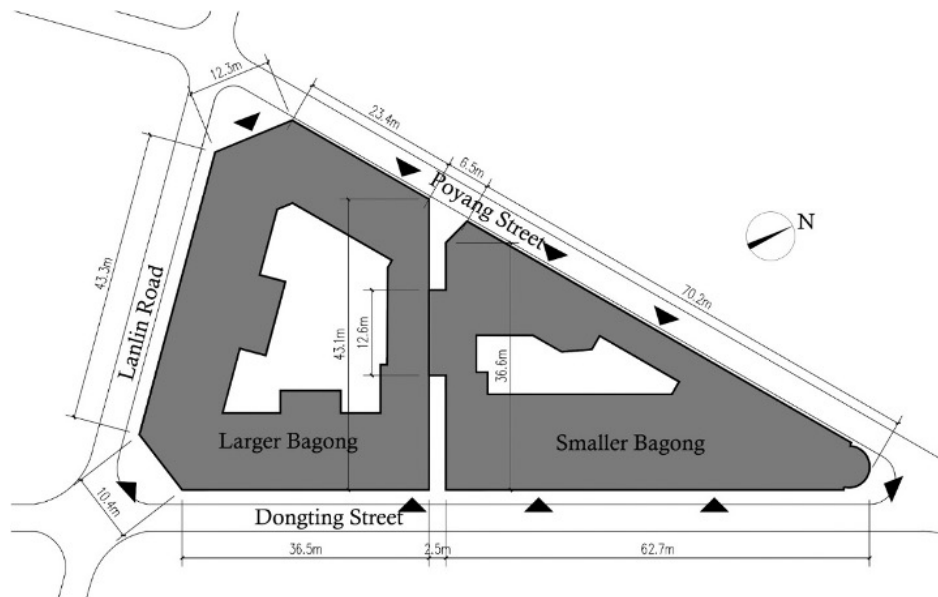 12.3m
23.4m
6.5m
Poyang Street
N
70.2m
43.3m
Lanlin Road
43.1m
12.6m
36.6m
Larger Bagong
Smaller Bagong
10.4m
Dongting Street
36.5m
2.5m
62.7m